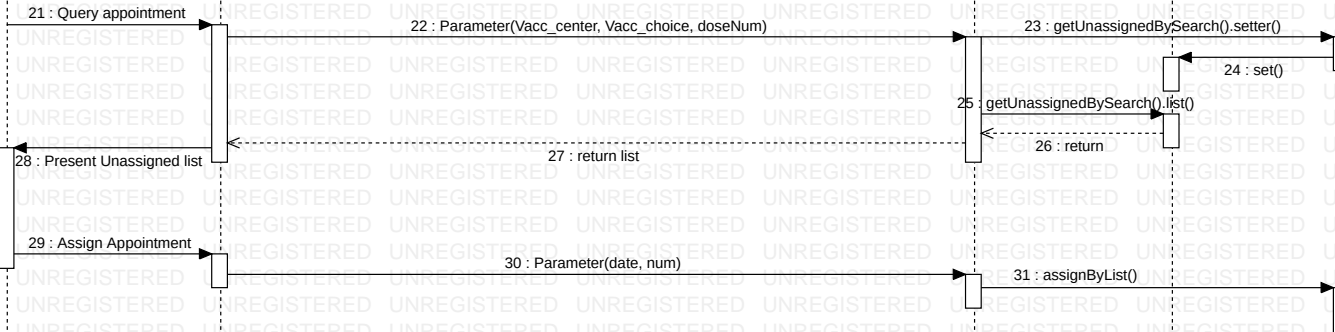 21 : Query appointment
22 : Parameter(Vacc_center, Vacc_choice, doseNum)
23 : getUnassignedBySearch().setter()
24 : set()
25 : getUnassignedBySearch().list()
26 : return
27 : return list
28 : Present Unassigned list
29 : Assign Appointment
30 : Parameter(date, num)
31 : assignByList()
UNREGISTERED